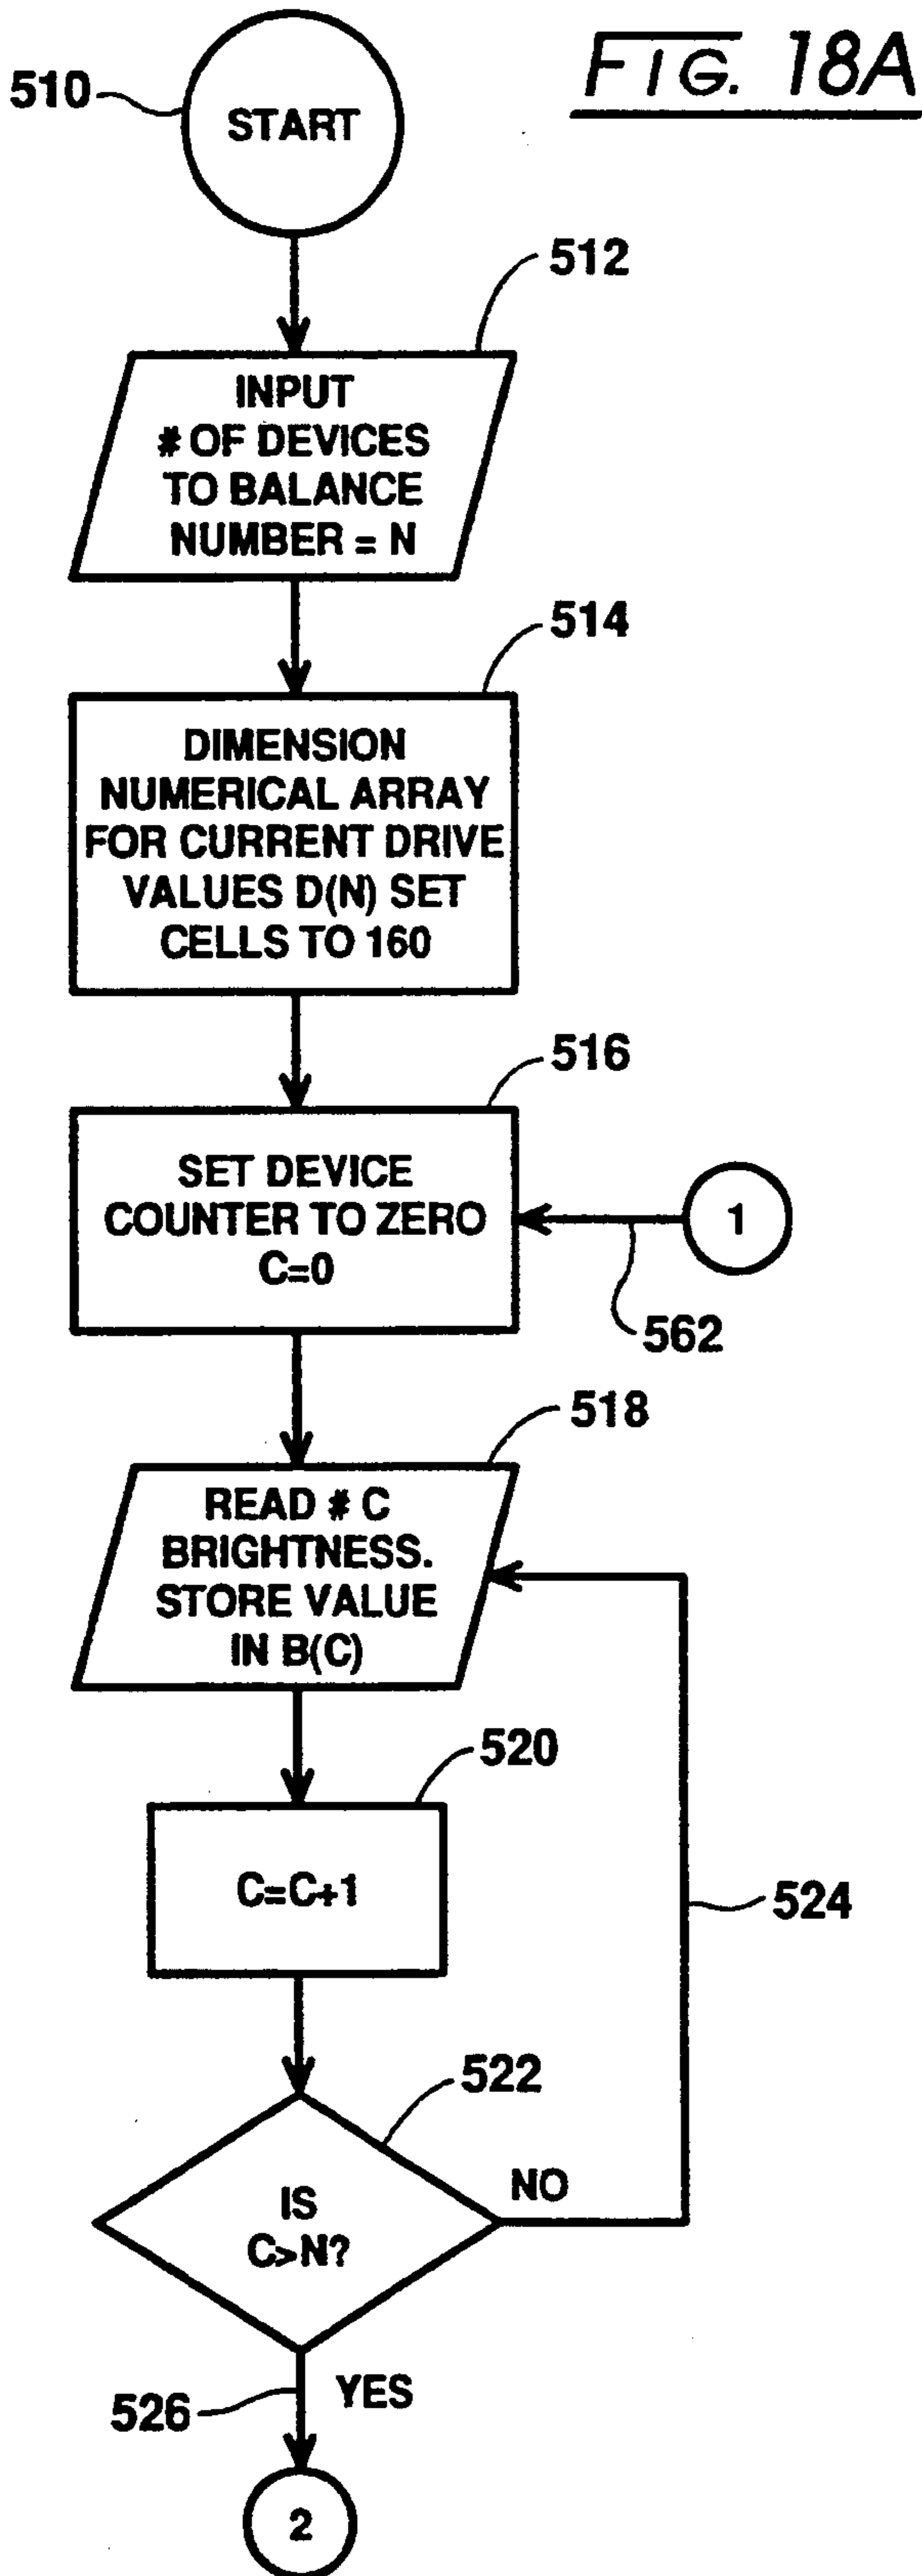 FIG. 18A
510
START
512
INPUT
# OF DEVICES
TO BALANCE
NUMBER = N
514
DIMENSION
NUMERICAL ARRAY
FOR CURRENT DRIVE
VALUES D(N) SET
CELLS TO 160
516
SET DEVICE
COUNTER TO ZERO
C=0
1
562
518
READ # C
BRIGHTNESS.
STORE VALUE
IN B(C)
520
C=C+1
524
522
IS
C>N?
NO
526
YES
2